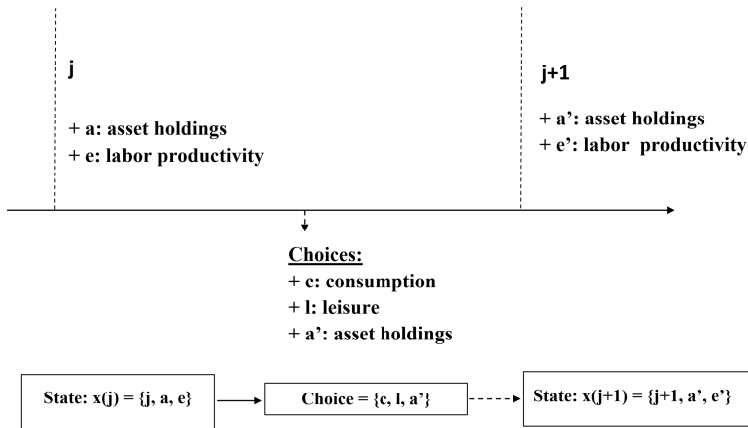 j
+ a: asset holdings
+ e: labor productivity
j+1
+ a’: asset holdings
+ e’: labor productivity
Choices:
+ c: consumption
+ l: leisure
+ a’: asset holdings
State: x(j) = {j, a, e}
Choice = {c, l, a’}
State: x(j+1) = {j+1, a’, e’}